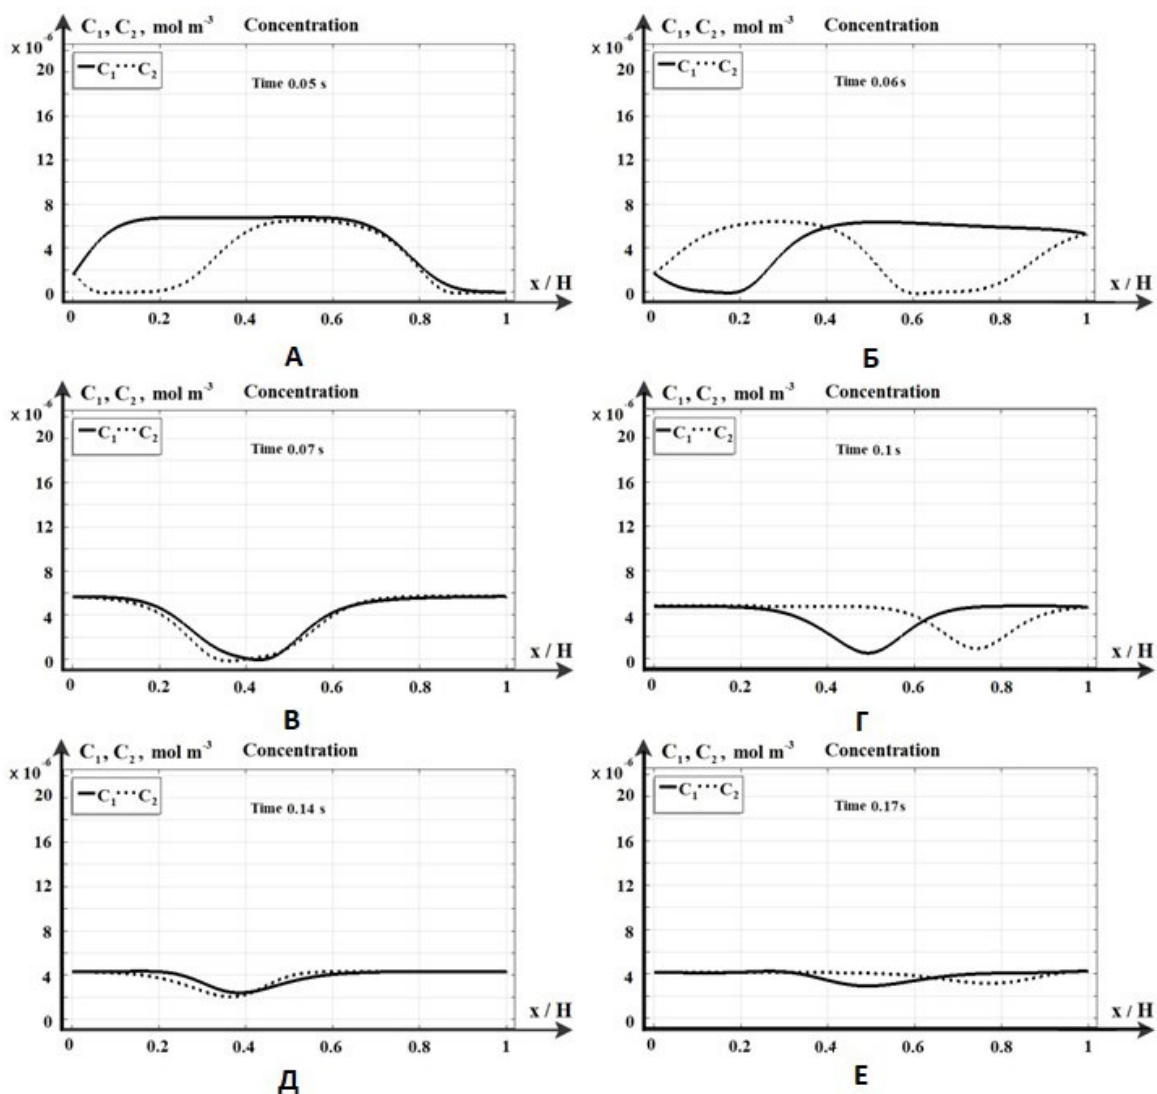 C₁, C₂, mol m⁻³ Concentration
x 10⁻⁶
20
16
12
8
4
0
C₁ C₂
Time 0.05 s
x / H
0 0.2 0.4 0.6 0.8 1
А
C₁, C₂, mol m⁻³ Concentration
x 10⁻⁶
20
16
12
8
4
0
C₁ C₂
Time 0.06s
x / H
0 0.2 0.4 0.6 0.8 1
Б
C₁, C₂, mol m⁻³ Concentration
x 10⁻⁶
20
16
12
8
4
0
C₁ C₂
Time 0.07s
x / H
0 0.2 0.4 0.6 0.8 1
В
C₁, C₂, mol m⁻³ Concentration
x 10⁻⁶
20
16
12
8
4
0
C₁ C₂
Time 0.1s
x / H
0 0.2 0.4 0.6 0.8 1
Г
C₁, C₂, mol m⁻³ Concentration
x 10⁻⁶
20
16
12
8
4
0
C₁ C₂
Time 0.14 s
x / H
0 0.2 0.4 0.6 0.8 1
Д
C₁, C₂, mol m⁻³ Concentration
x 10⁻⁶
20
16
12
8
4
0
C₁ C₂
Time 0.17s
x / H
0 0.2 0.4 0.6 0.8 1
Е